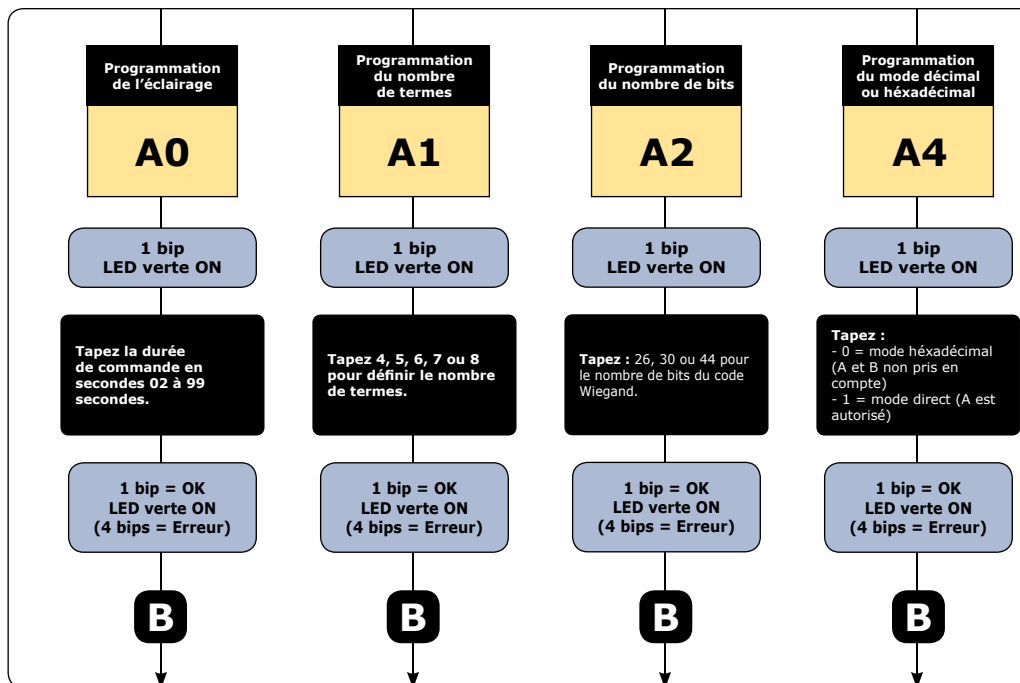 Programmation
de l'éclairage
A0
1 bip
LED verte ON
Tapez la durée
de commande en
secondes 02 à 99
secondes.
1 bip = OK
LED verte ON
(4 bips = Erreur)
B
Programmation
du nombre
de termes
A1
1 bip
LED verte ON
Tapez 4, 5, 6, 7 ou 8
pour définir le nombre
de termes.
1 bip = OK
LED verte ON
(4 bips = Erreur)
B
Programmation
du nombre de bits
A2
1 bip
LED verte ON
Tapez : 26, 30 ou 44 pour
le nombre de bits du code
Wiegand.
1 bip = OK
LED verte ON
(4 bips = Erreur)
B
Programmation
du mode décimal
ou héxadécimal
A4
1 bip
LED verte ON
Tapez :
- 0 = mode héxadécimal
(A et B non pris en
compte)
- 1 = mode direct (A est
autorisé)
1 bip = OK
LED verte ON
(4 bips = Erreur)
B